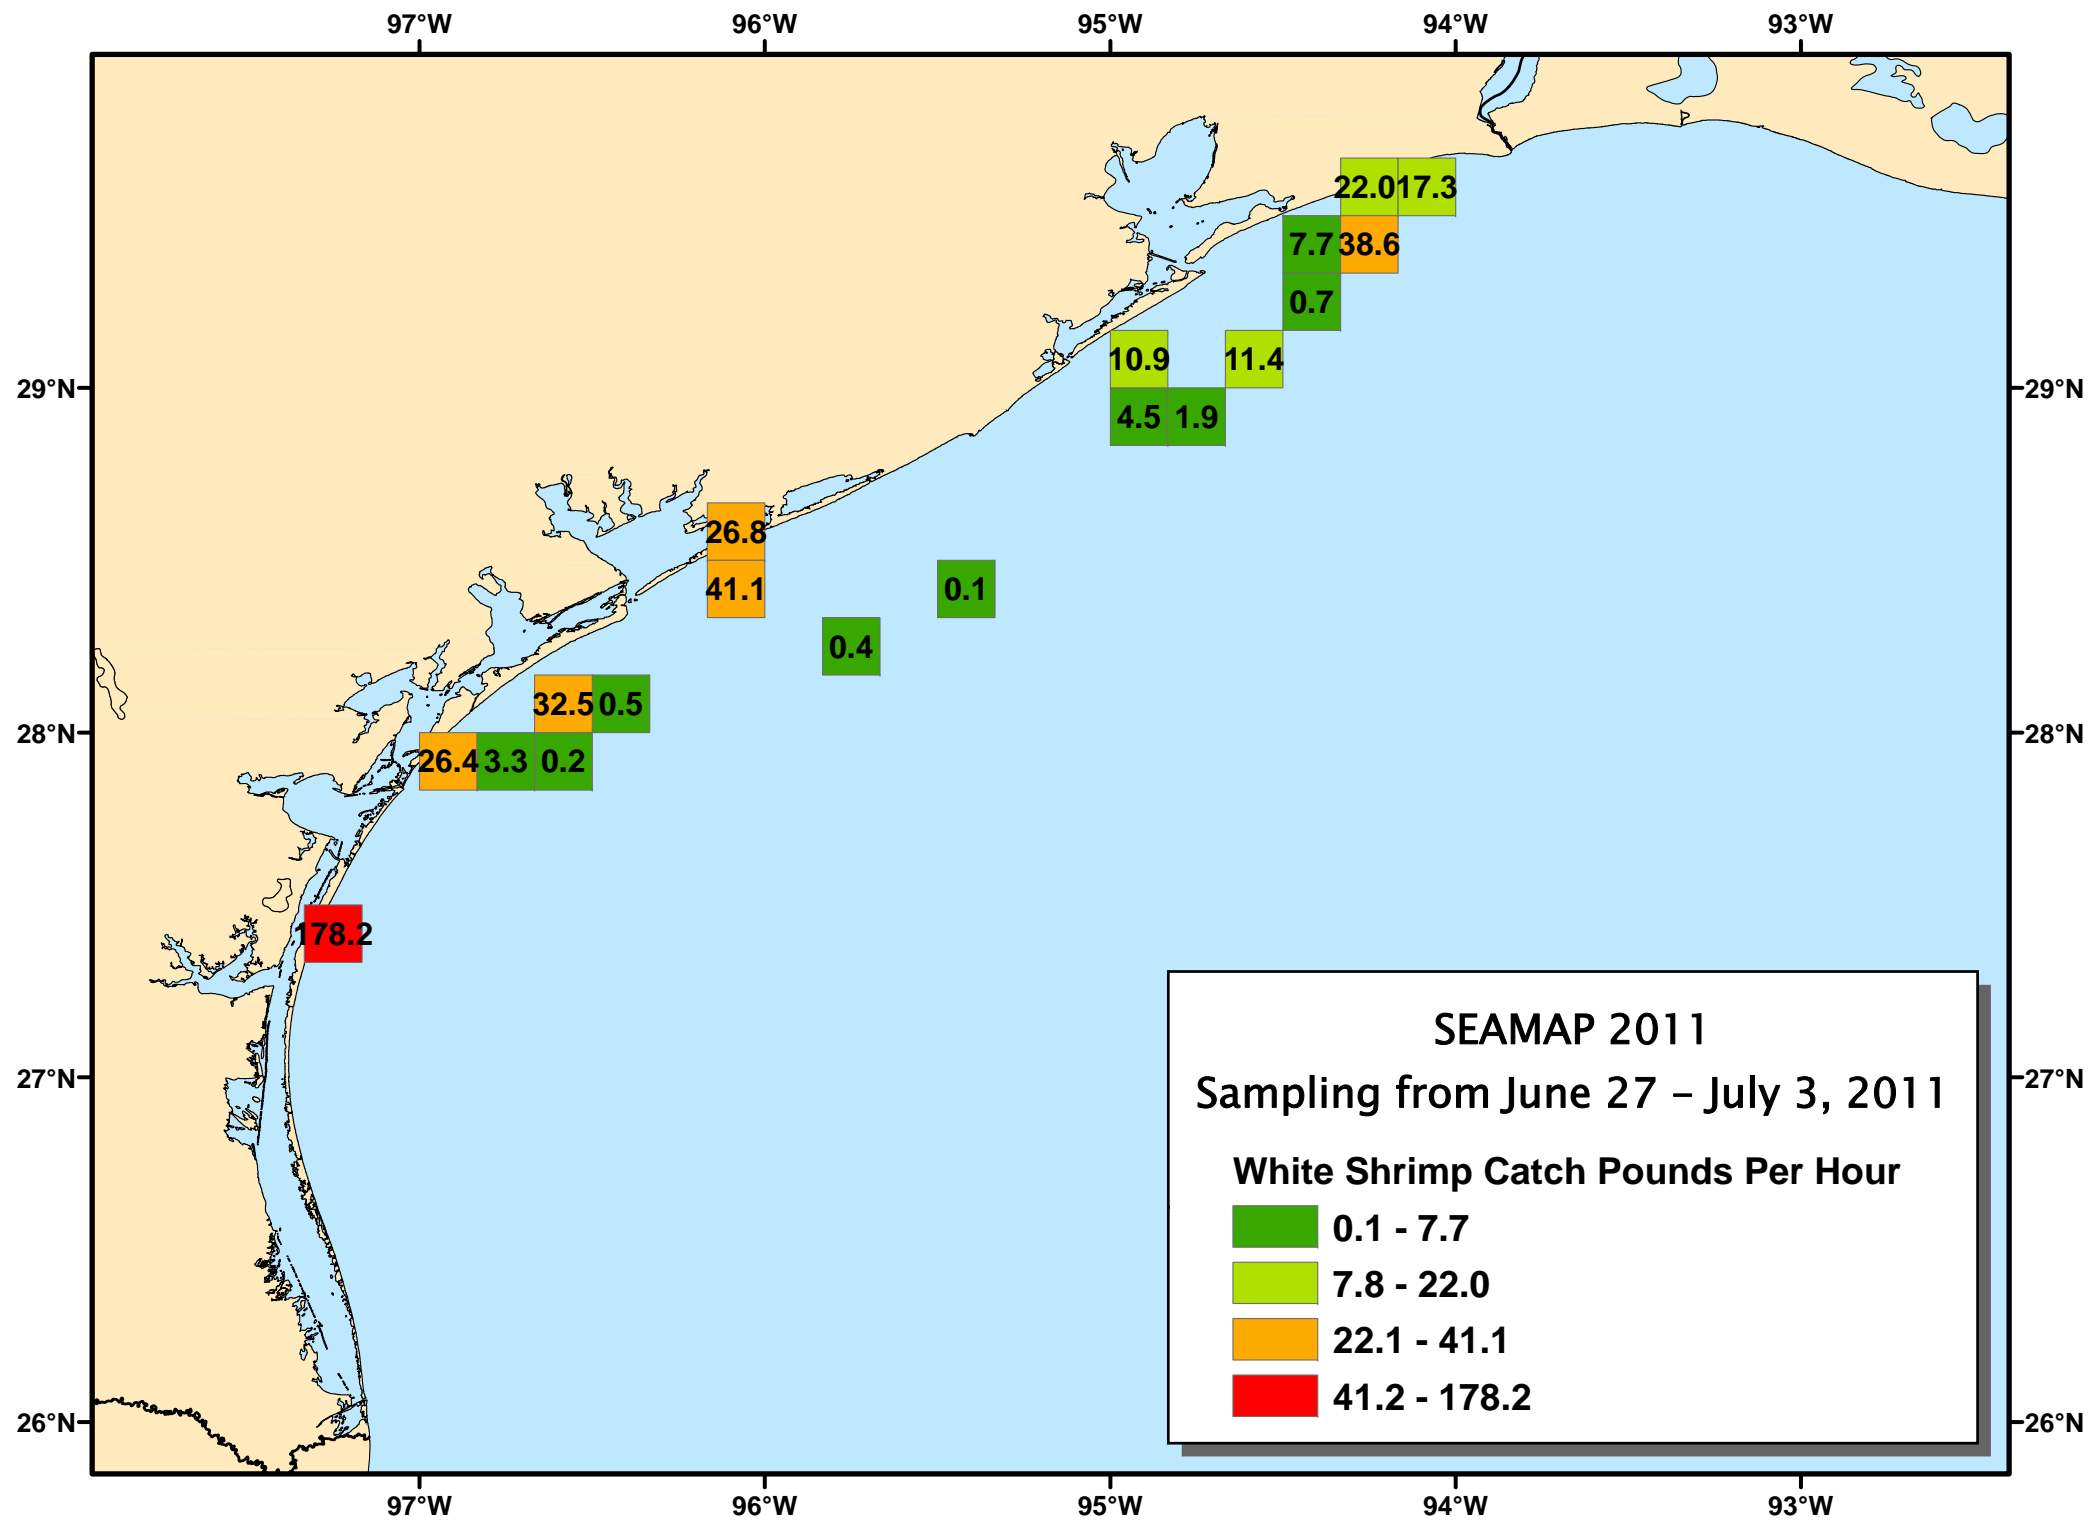 97°W 96°W 95°W 94°W 93°W
22.0 17.3
7.7 38.6
0.7
10.9 11.4
29°N 29°N
4.5 1.9
26.8
41.1 0.1
0.4
32.5 0.5
28°N 28°N
26.4 3.3 0.2
178.2
SEAMAP 2011
27°N 27°N
Sampling from June 27 – July 3, 2011
White Shrimp Catch Pounds Per Hour
0.1 - 7.7
7.8 - 22.0
22.1 - 41.1
41.2 - 178.2
26°N 26°N
97°W 96°W 95°W 94°W 93°W